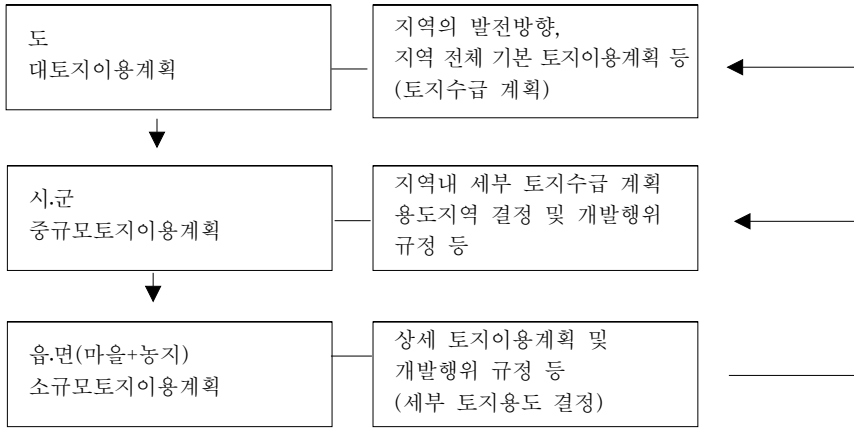 도
대토지이용계획
지역의 발전방향,
지역 전체 기본 토지이용계획 등
(토지수급 계획)
시.군
중규모토지이용계획
지역내 세부 토지수급 계획
용도지역 결정 및 개발행위
규정 등
읍.면(마을+농지)
소규모토지이용계획
상세 토지이용계획 및
개발행위 규정 등
(세부 토지용도 결정)